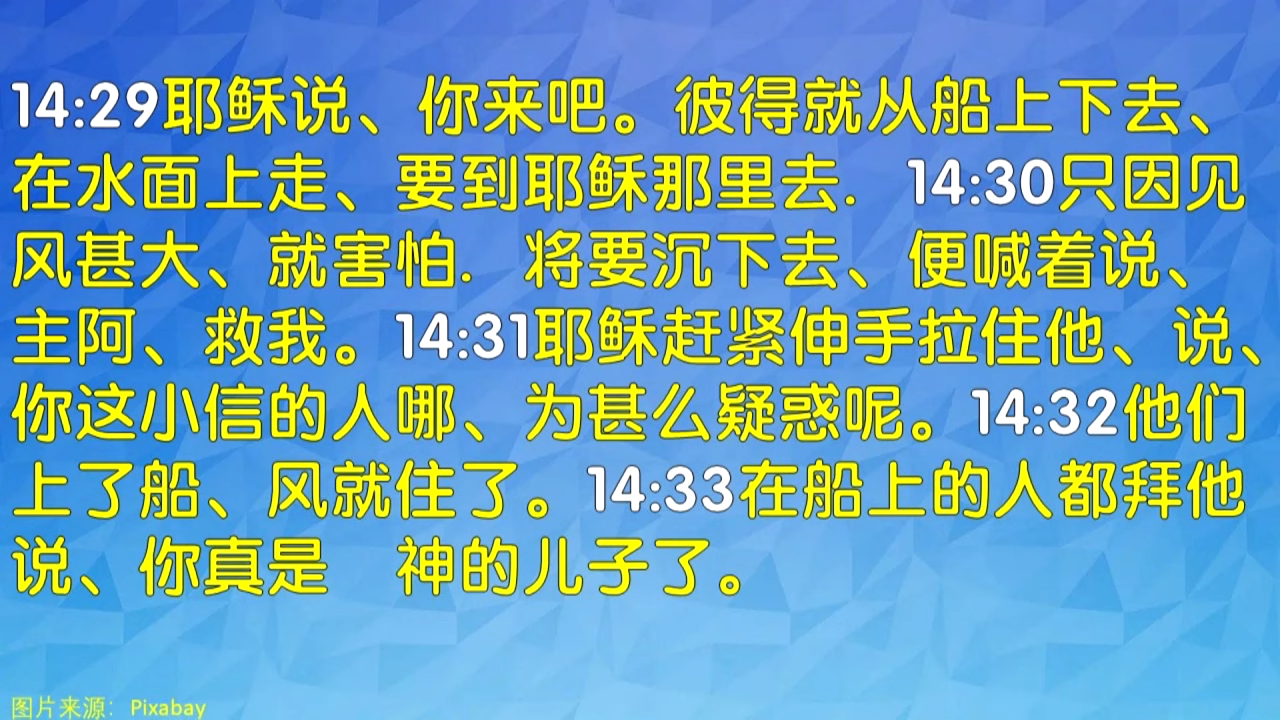 14:29耶稣说、你来吧。彼得就从船上下去、
在水面上走、要到耶稣那里去. 14:30只因见
风甚大、就害怕. 将要沉下去、便喊着说、
主阿、救我。14:31耶稣赶紧伸手拉住他、说、
你这小信的人哪、为甚么疑惑呢。14:32他们
上了船、风就住了。14:33在船上的人都拜他
说、你真是　神的儿子了。
图片来源：Pixabay